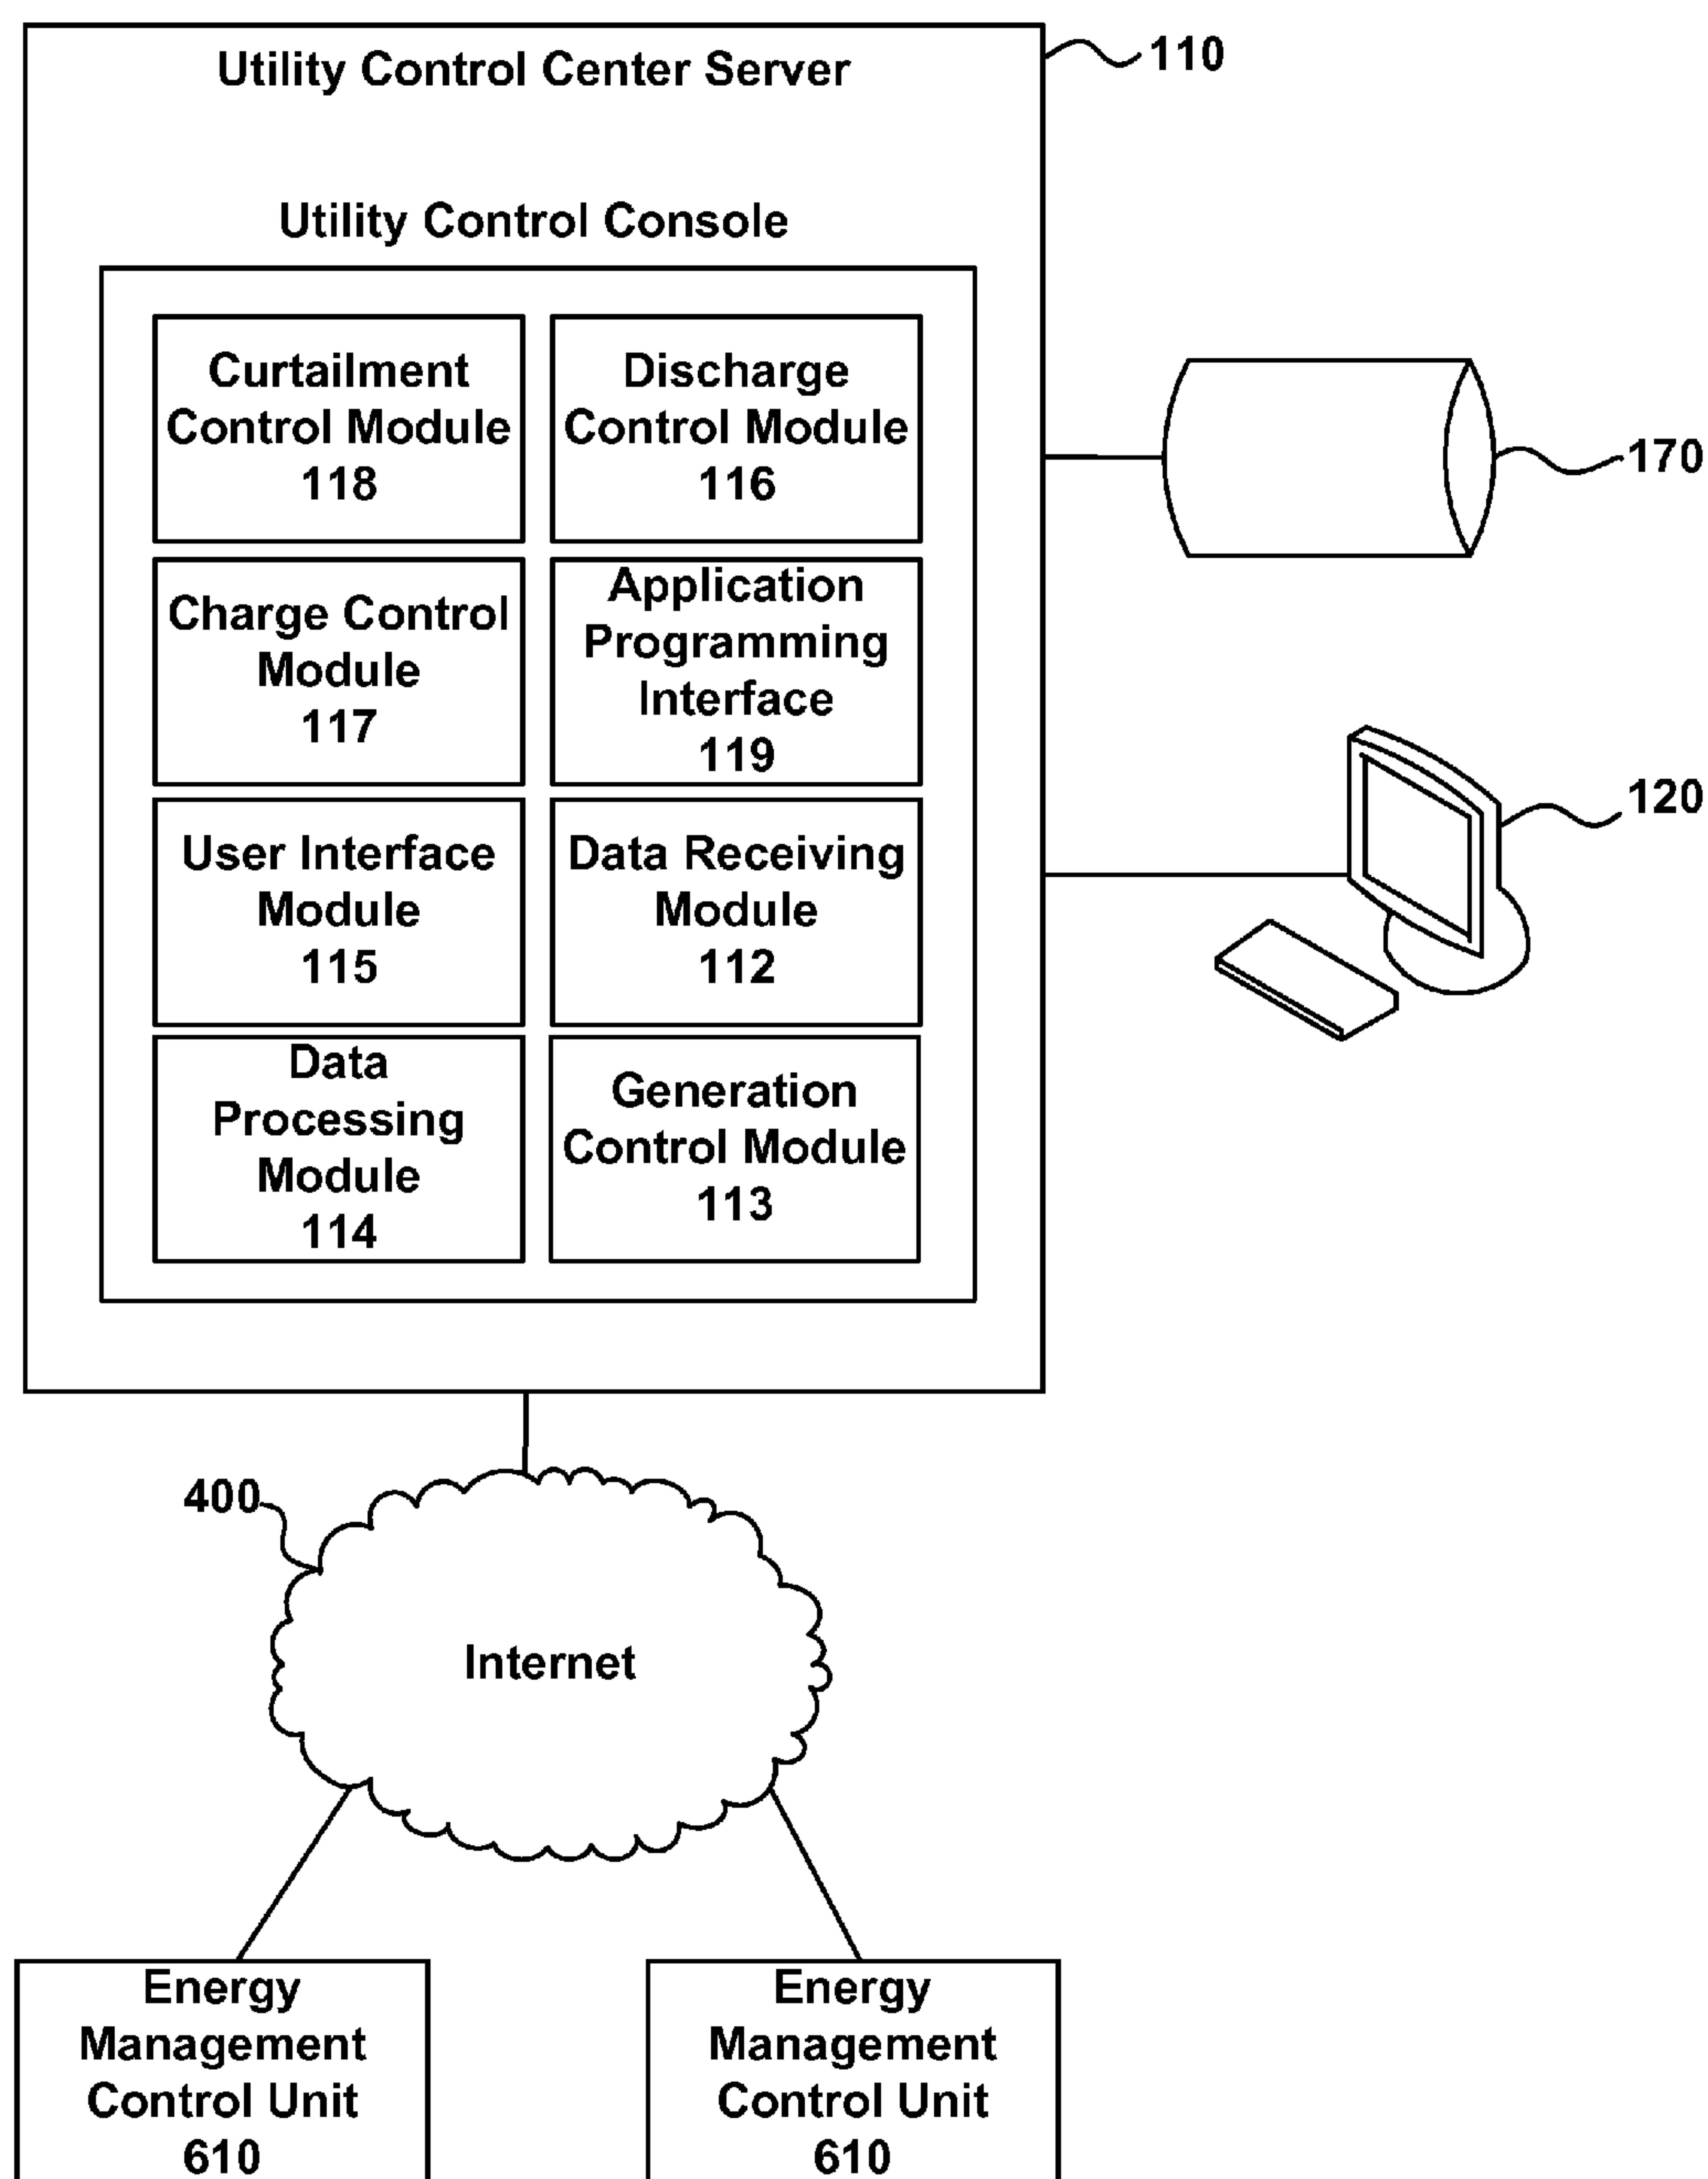 Utility Control Center Server
110
Utility Control Console
Curtailment
Control Module
118
Discharge
Control Module
116
Charge Control
Module
117
Application
Programming
Interface
119
User Interface
Module
115
Data Receiving
Module
112
Data
Processing
Module
114
Generation
Control Module
113
170
120
400
Internet
Energy
Management
Control Unit
610
Energy
Management
Control Unit
610